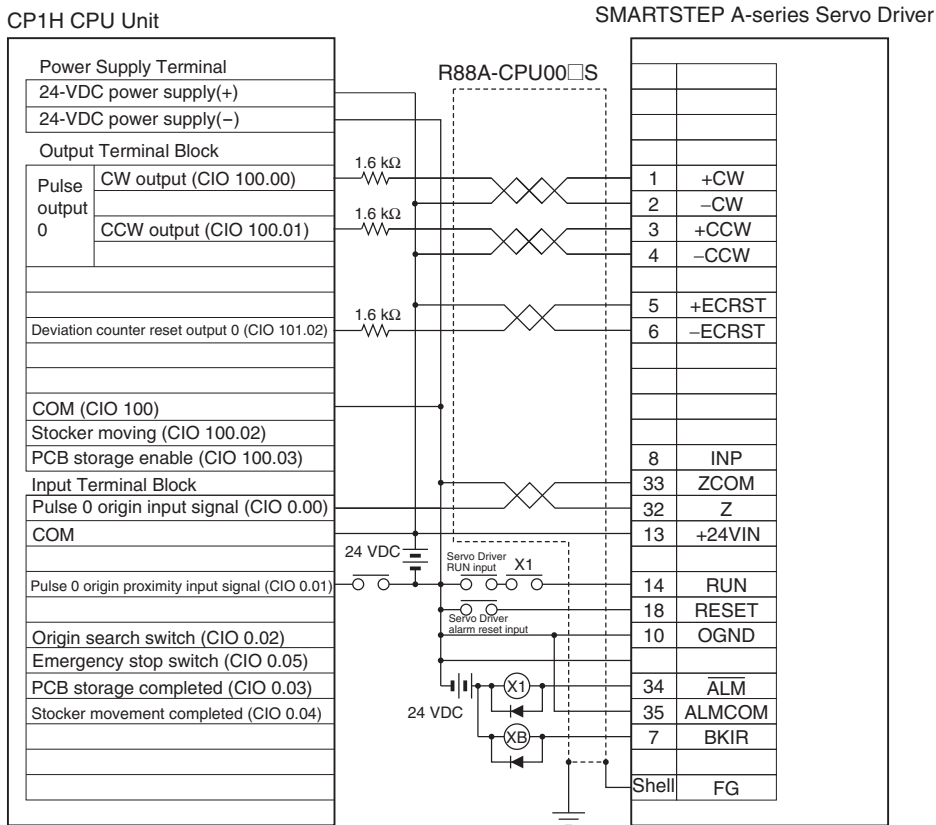 CP1H CPU Unit
SMARTSTEP A-series Servo Driver
Power Supply Terminal
24-VDC power supply(+)
24-VDC power supply(−)
R88A-CPU00□S
Output Terminal Block
Pulse output 0
CW output (CIO 100.00)
1.6 kΩ
1 +CW
2 −CW
CCW output (CIO 100.01)
1.6 kΩ
3 +CCW
4 −CCW
5 +ECRST
Deviation counter reset output 0 (CIO 101.02)
1.6 kΩ
6 −ECRST
COM (CIO 100)
Stocker moving (CIO 100.02)
PCB storage enable (CIO 100.03)
8 INP
Input Terminal Block
33 ZCOM
Pulse 0 origin input signal (CIO 0.00)
32 Z
COM
13 +24VIN
24 VDC
Servo Driver
RUN input
X1
Pulse 0 origin proximity input signal (CIO 0.01)
14 RUN
18 RESET
Servo Driver
alarm reset input
Origin search switch (CIO 0.02)
10 OGND
Emergency stop switch (CIO 0.05)
PCB storage completed (CIO 0.03)
X1
34 A̅L̅M̅
Stocker movement completed (CIO 0.04)
24 VDC
35 ALMCOM
XB
7 BKIR
Shell FG